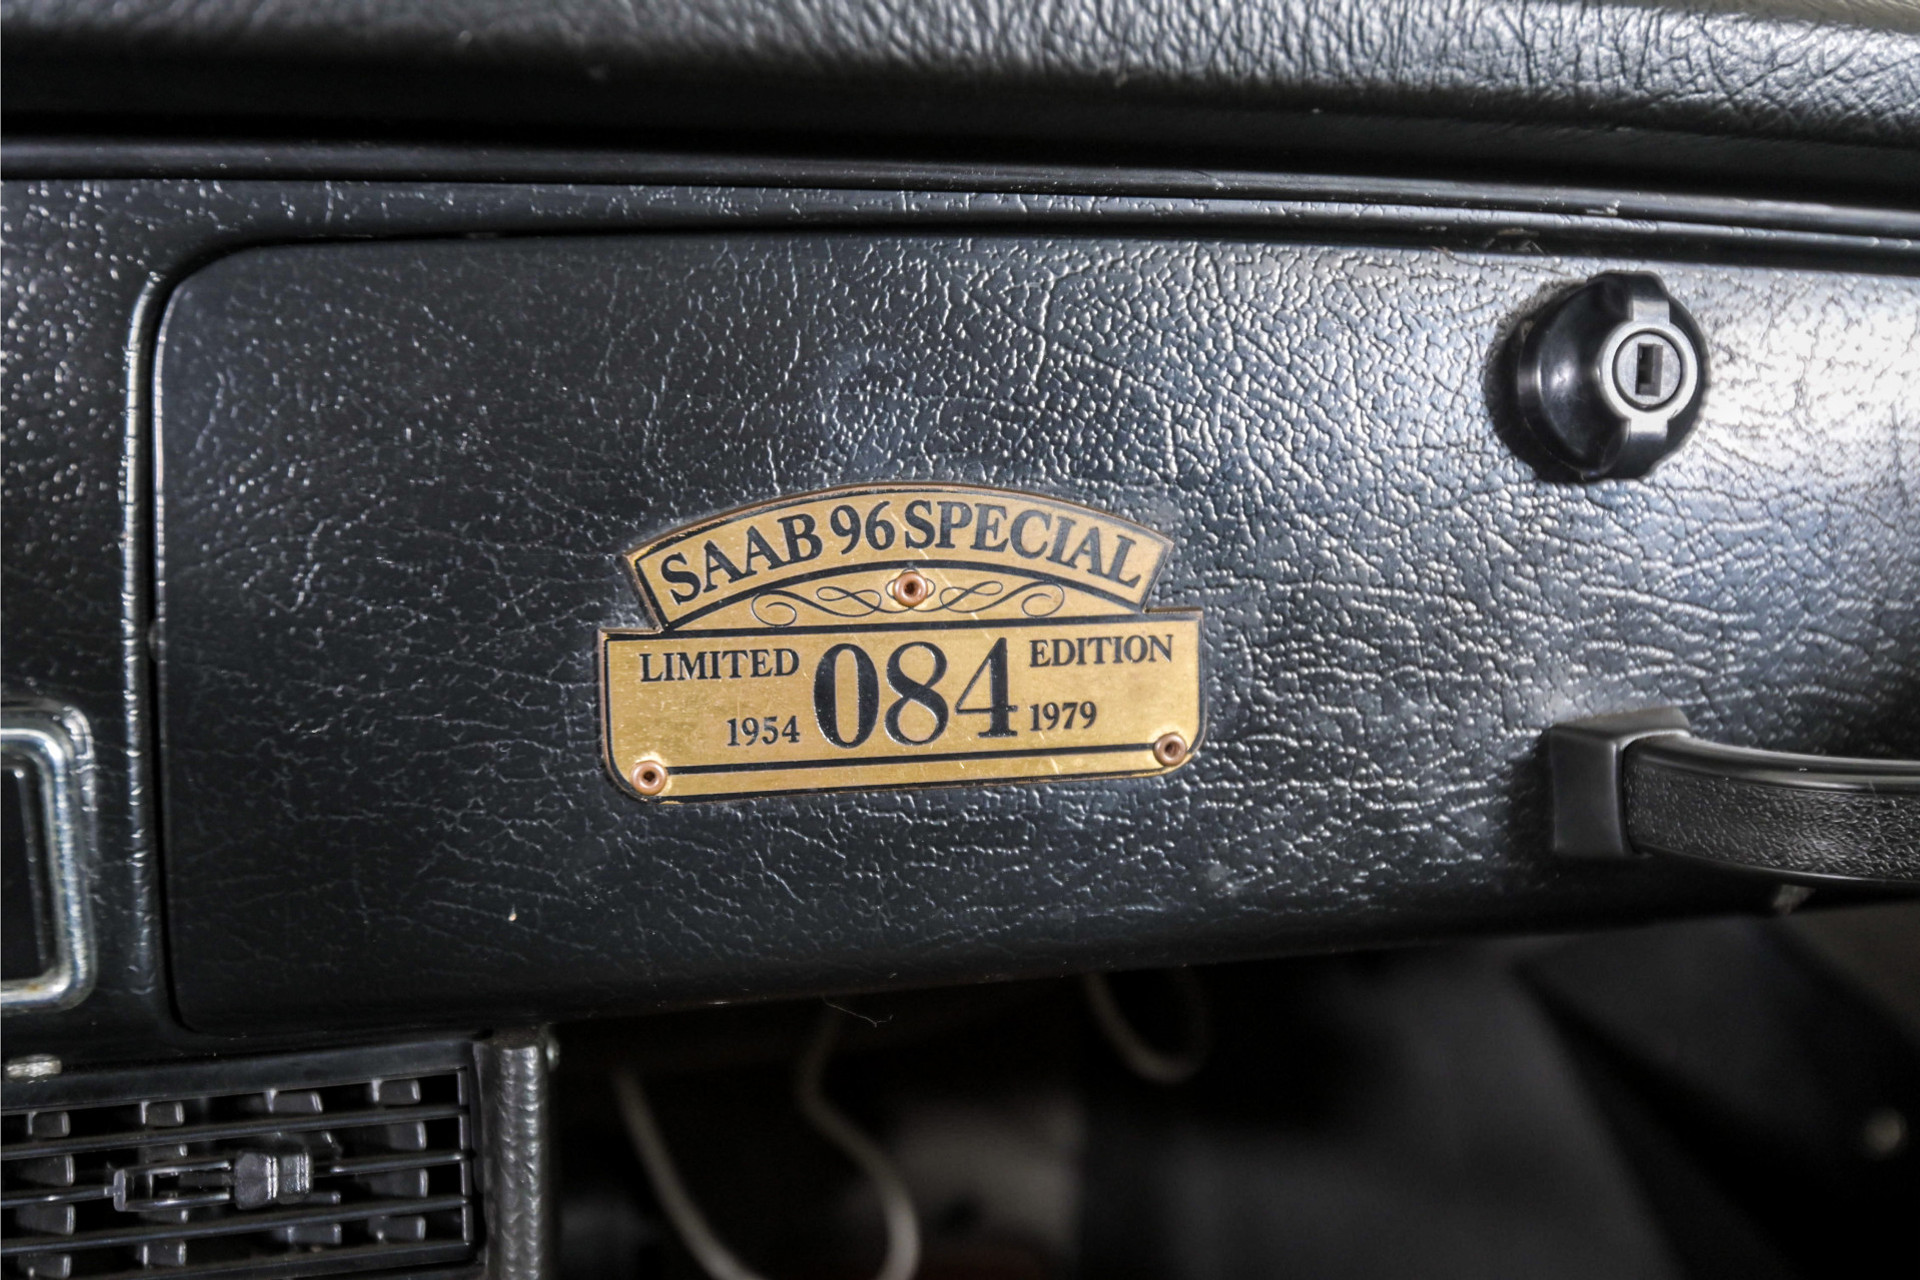 SAAB 96 SPECIAL
LIMITED 084 EDITION
1954 1979